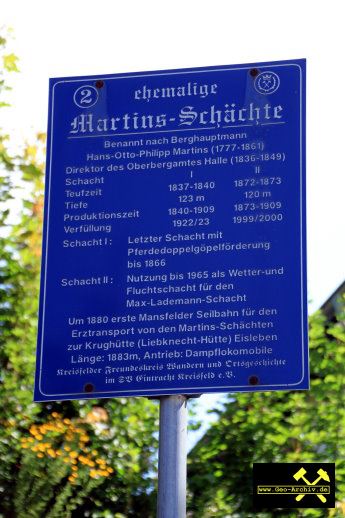 2
ehemalige
Martins-Schächte
Benannt nach Berghauptmann
Hans-Otto-Philipp Martins (1777-1861)
Direktor des Oberbergamtes Halle (1836-1849)
Schacht I II
Teufzeit 1837-1840 1872-1873
Tiefe 123 m 120 m
Produktionszeit 1840-1909 1873-1909
Verfüllung 1922/23 1999/2000
Schacht I : Letzter Schacht mit
Pferdedoppelgöpelförderung
bis 1866
Schacht II : Nutzung bis 1965 als Wetter-und
Fluchtschacht für den
Max-Lademann-Schacht
Um 1880 erste Mansfelder Seilbahn für den
Erztransport von den Martins-Schächten
zur Krughütte (Liebknecht-Hütte) Eisleben
Länge: 1883m, Antrieb: Dampflokomobile
Kreisfelder Freundeskreis Wandern und Ortsgeschichte
im SV Eintracht Kreisfeld e.V.
www.Geo-Archiv.de